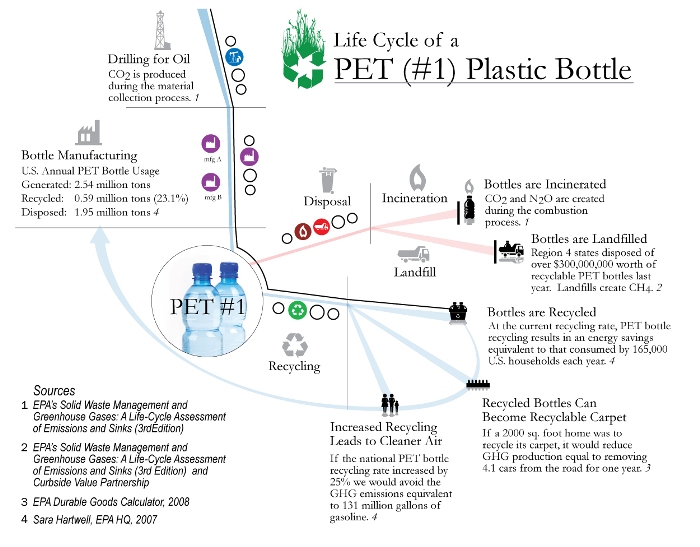 Life Cycle of a
PET (#1) Plastic Bottle
Drilling for Oil
CO2 is produced
during the material
collection process. 1
Bottle Manufacturing
U.S. Annual PET Bottle Usage
Generated: 2.54 million tons
Recycled: 0.59 million tons (23.1%)
Disposed: 1.95 million tons 4
mfg A
mfg B
Disposal
Incineration
Landfill
Bottles are Incinerated
CO2 and N2O are created
during the combustion
process. 1
Bottles are Landfilled
Region 4 states disposed of
over $300,000,000 worth of
recyclable PET bottles last
year. Landfills create CH4. 2
PET #1
Recycling
Bottles are Recycled
At the current recycling rate, PET bottle
recycling results in an energy savings
equivalent to that consumed by 165,000
U.S. households each year. 4
Recycled Bottles Can
Become Recyclable Carpet
If a 2000 sq. foot home was to
recycle its carpet, it would reduce
GHG production equal to removing
4.1 cars from the road for one year. 3
Increased Recycling
Leads to Cleaner Air
If the national PET bottle
recycling rate increased by
25% we would avoid the
GHG emissions equivalent
to 131 million gallons of
gasoline. 4
Sources
1 EPA's Solid Waste Management and
Greenhouse Gases: A Life-Cycle Assessment
of Emissions and Sinks (3rdEdition)
2 EPA's Solid Waste Management and
Greenhouse Gases: A Life-Cycle Assessment
of Emissions and Sinks (3rd Edition) and
Curbside Value Partnership
3 EPA Durable Goods Calculator, 2008
4 Sara Hartwell, EPA HQ, 2007